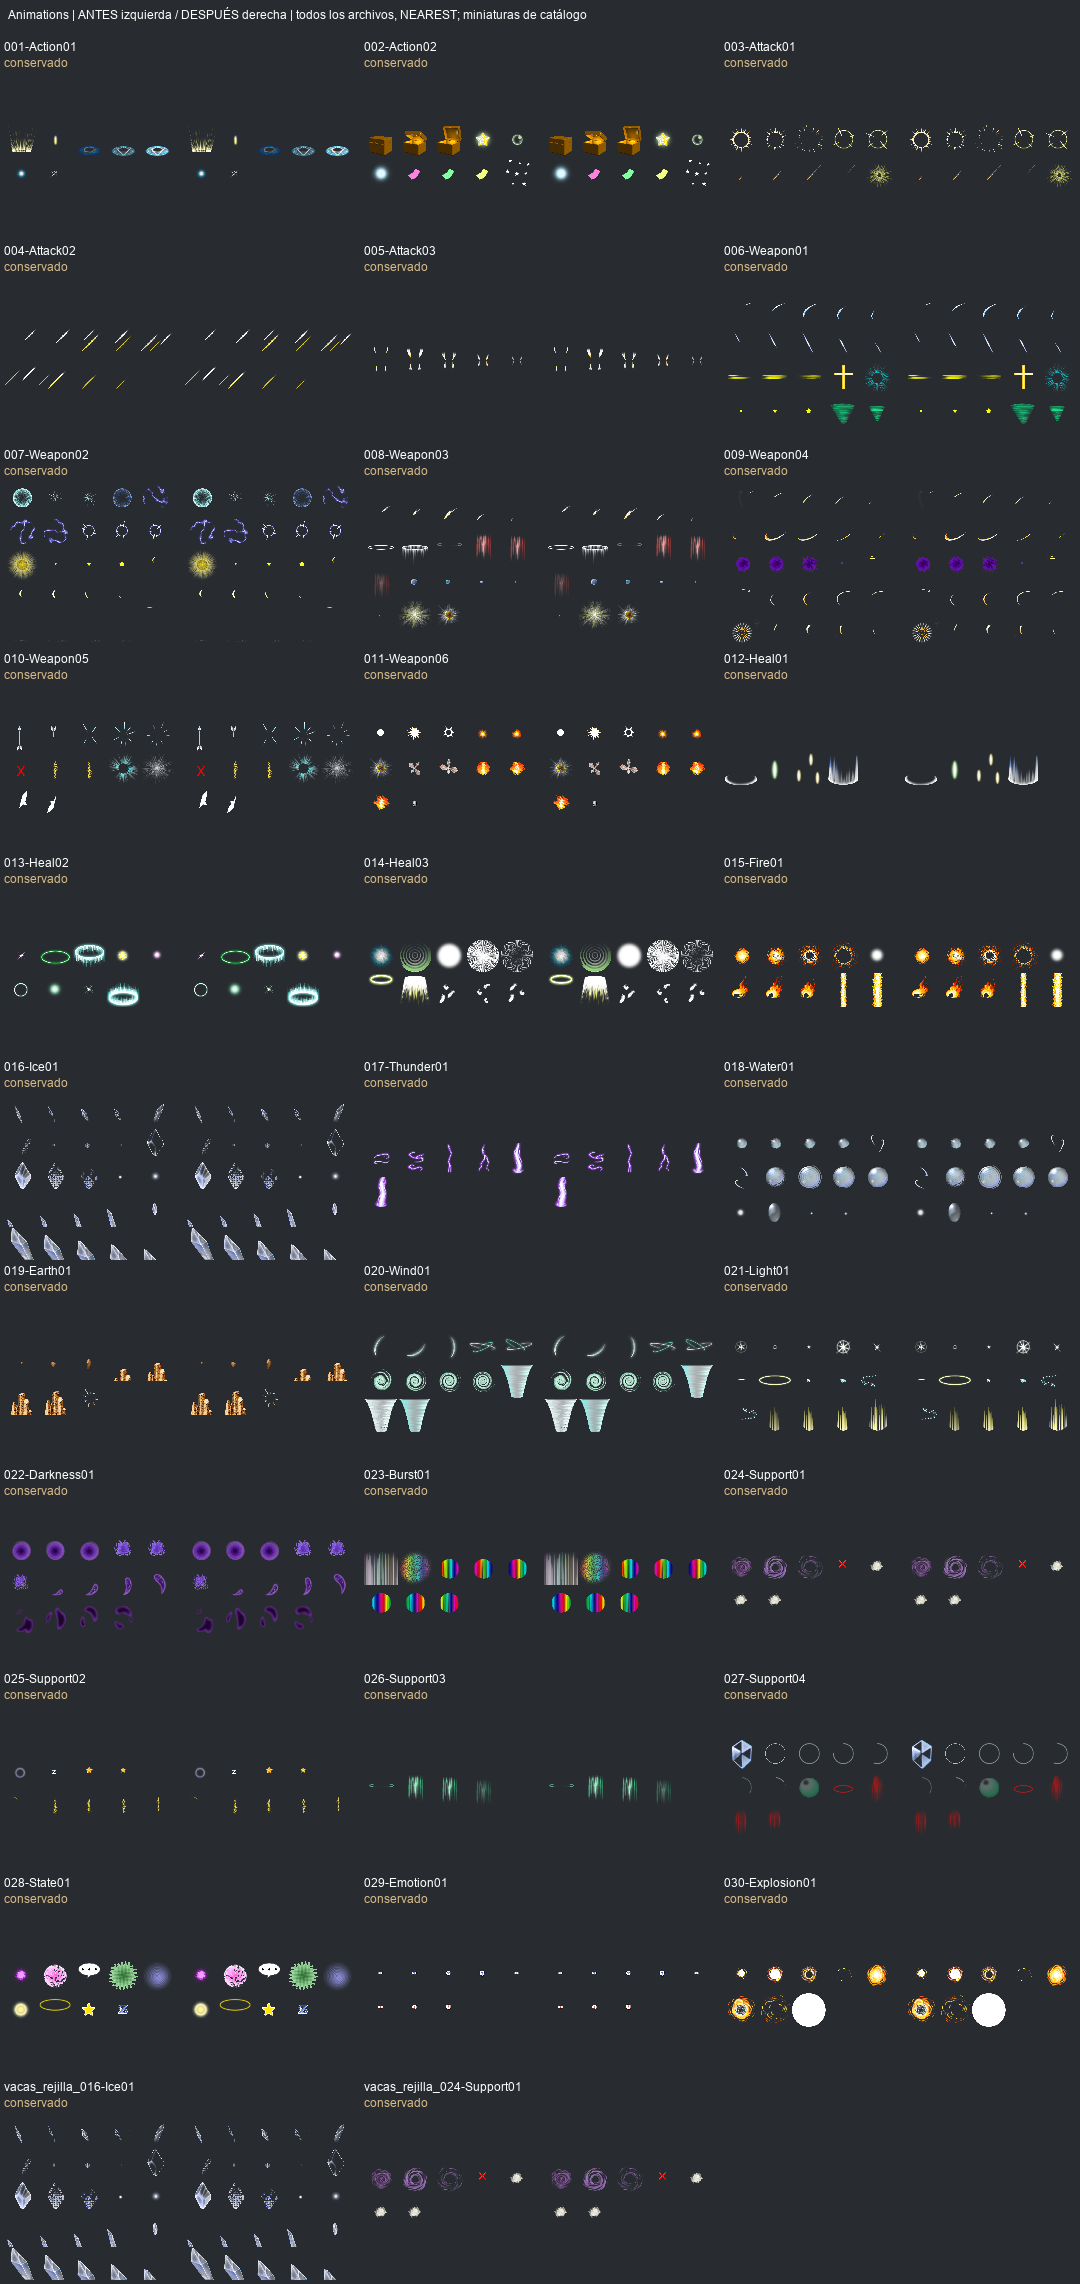 Animations | ANTES izquierda / DESPUÉS derecha | todos los archivos, NEAREST; miniaturas de catálogo
001-Action01
conservado
002-Action02
conservado
003-Attack01
conservado
004-Attack02
conservado
005-Attack03
conservado
006-Weapon01
conservado
007-Weapon02
conservado
008-Weapon03
conservado
009-Weapon04
conservado
010-Weapon05
conservado
011-Weapon06
conservado
012-Heal01
conservado
013-Heal02
conservado
014-Heal03
conservado
015-Fire01
conservado
016-Ice01
conservado
017-Thunder01
conservado
018-Water01
conservado
019-Earth01
conservado
020-Wind01
conservado
021-Light01
conservado
022-Darkness01
conservado
023-Burst01
conservado
024-Support01
conservado
025-Support02
conservado
026-Support03
conservado
027-Support04
conservado
028-State01
conservado
029-Emotion01
conservado
030-Explosion01
conservado
vacas_rejilla_016-Ice01
conservado
vacas_rejilla_024-Support01
conservado